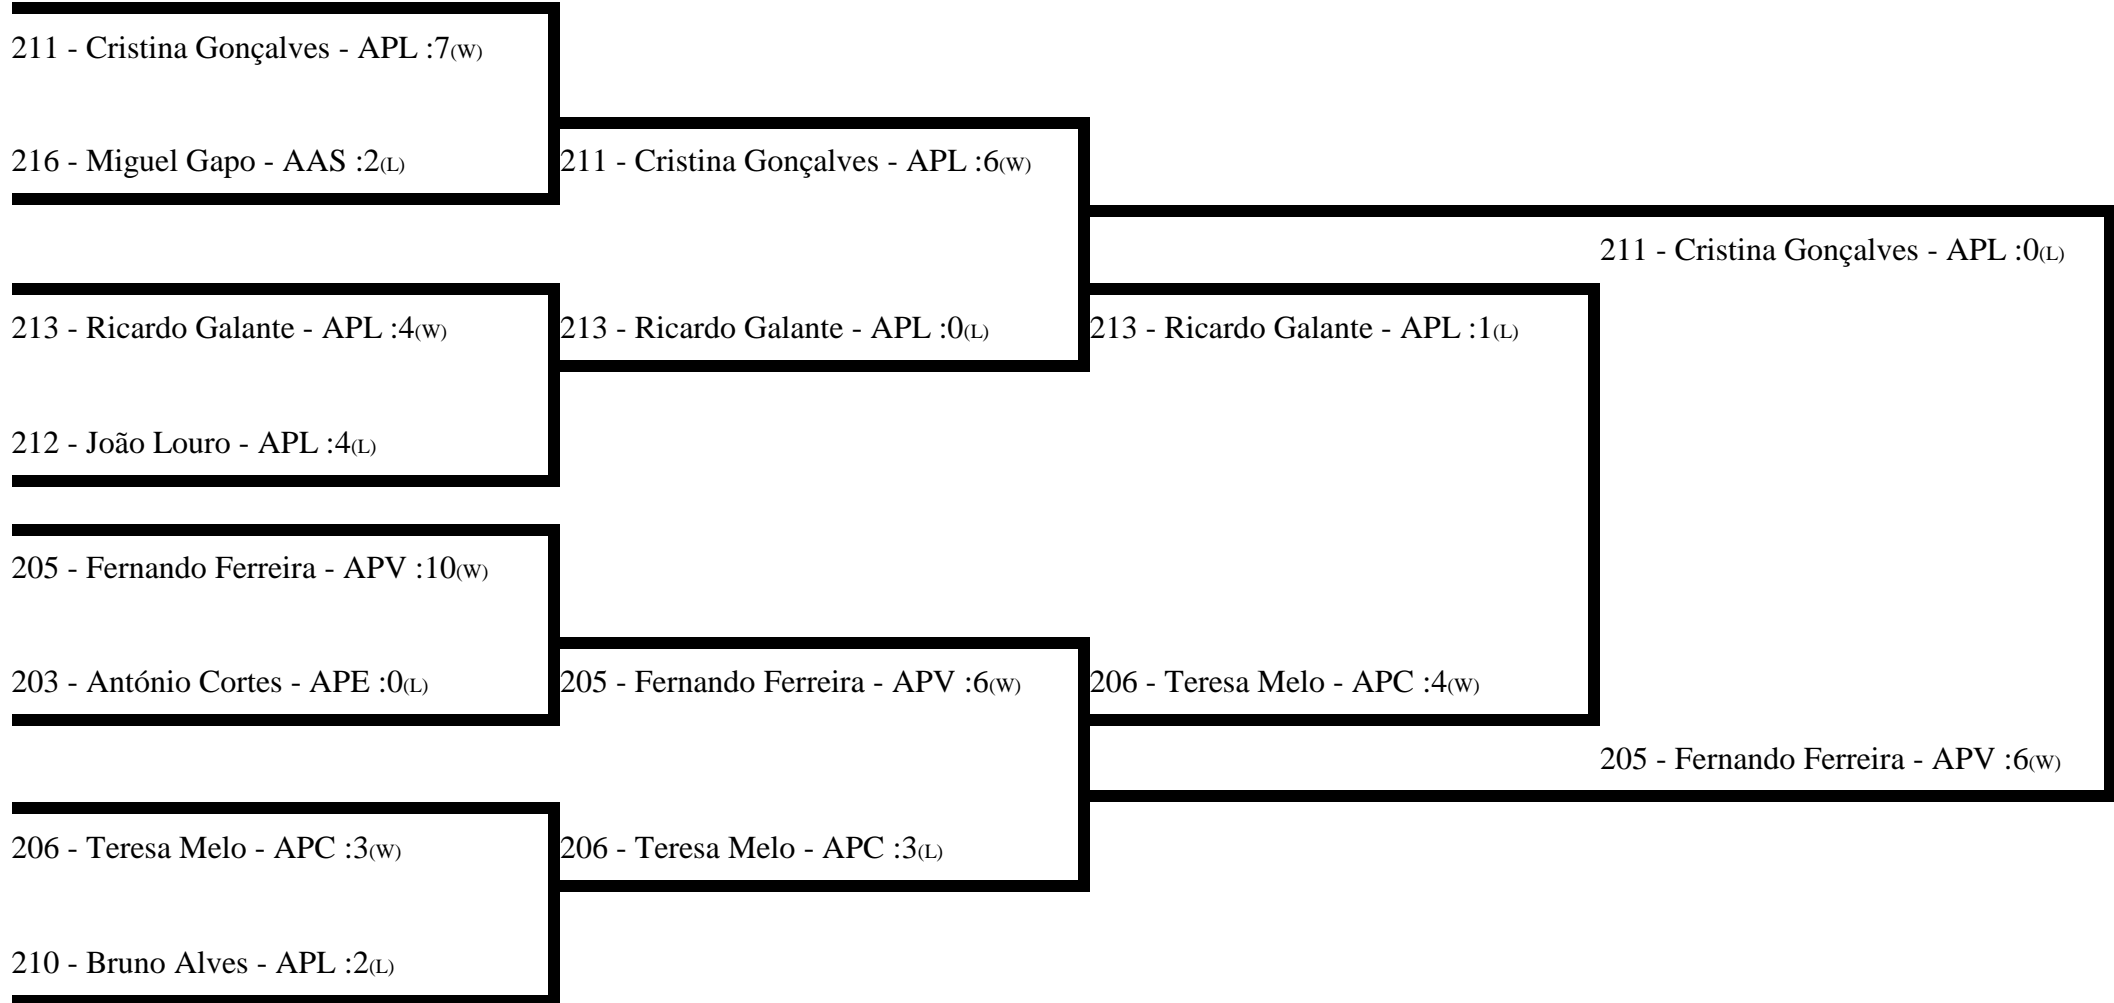 211 - Cristina Gonçalves - APL :7(W)
216 - Miguel Gapo - AAS :2(L)
213 - Ricardo Galante - APL :4(W)
212 - João Louro - APL :4(L)
205 - Fernando Ferreira - APV :10(W)
203 - António Cortes - APE :0(L)
206 - Teresa Melo - APC :3(W)
210 - Bruno Alves - APL :2(L)
211 - Cristina Gonçalves - APL :6(W)
213 - Ricardo Galante - APL :0(L)
205 - Fernando Ferreira - APV :6(W)
206 - Teresa Melo - APC :3(L)
213 - Ricardo Galante - APL :1(L)
206 - Teresa Melo - APC :4(W)
211 - Cristina Gonçalves - APL :0(L)
205 - Fernando Ferreira - APV :6(W)